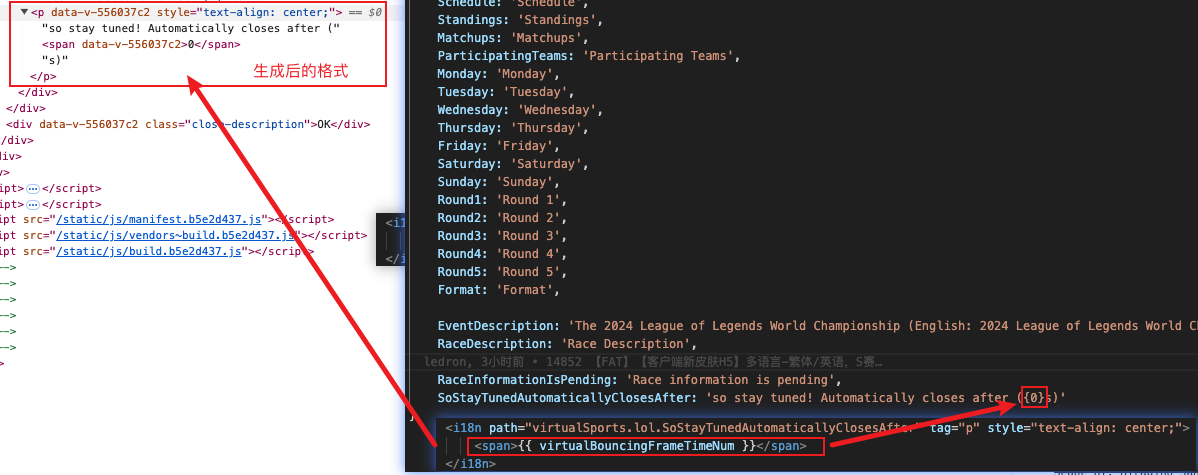 ▼<p data-v-556037c2 style="text-align: center;"> == $0
"so stay tuned! Automatically closes after ("
<span data-v-556037c2>0</span>
"s)"
</p>
生成后的格式
</div>
</div>
<div data-v-556037c2 class="close-description">OK</div>
/div>
div>
v>
ipt>⋯</script>
ipt>⋯</script>
ipt src="/static/js/manifest.b5e2d437.js"></script>
ipt src="/static/js/vendors~build.b5e2d437.js"></script>
ipt src="/static/js/build.b5e2d437.js"></script>
-->
-->
-->
-->
-->
-->
>
<i1
</i
Schedule: 'Schedule',
Standings: 'Standings',
Matchups: 'Matchups',
ParticipatingTeams: 'Participating Teams',
Monday: 'Monday',
Tuesday: 'Tuesday',
Wednesday: 'Wednesday',
Thursday: 'Thursday',
Friday: 'Friday',
Saturday: 'Saturday',
Sunday: 'Sunday',
Round1: 'Round 1',
Round2: 'Round 2',
Round3: 'Round 3',
Round4: 'Round 4',
Round5: 'Round 5',
Format: 'Format',
EventDescription: 'The 2024 League of Legends World Championship (English: 2024 League of Legends World C
RaceDescription: 'Race Description',
ledron, 3小时前 • 14852 【FAT】【客户端新皮肤H5】多语言-繁体/英语，S赛…
RaceInformationIsPending: 'Race information is pending',
SoStayTunedAutomaticallyClosesAfter: 'so stay tuned! Automatically closes after ({0}s)'
}
<i18n path="virtualSports.lol.SoStayTunedAutomaticallyClosesAfter" tag="p" style="text-align: center;">
<span>{{ virtualBouncingFrameTimeNum }}</span>
</i18n>